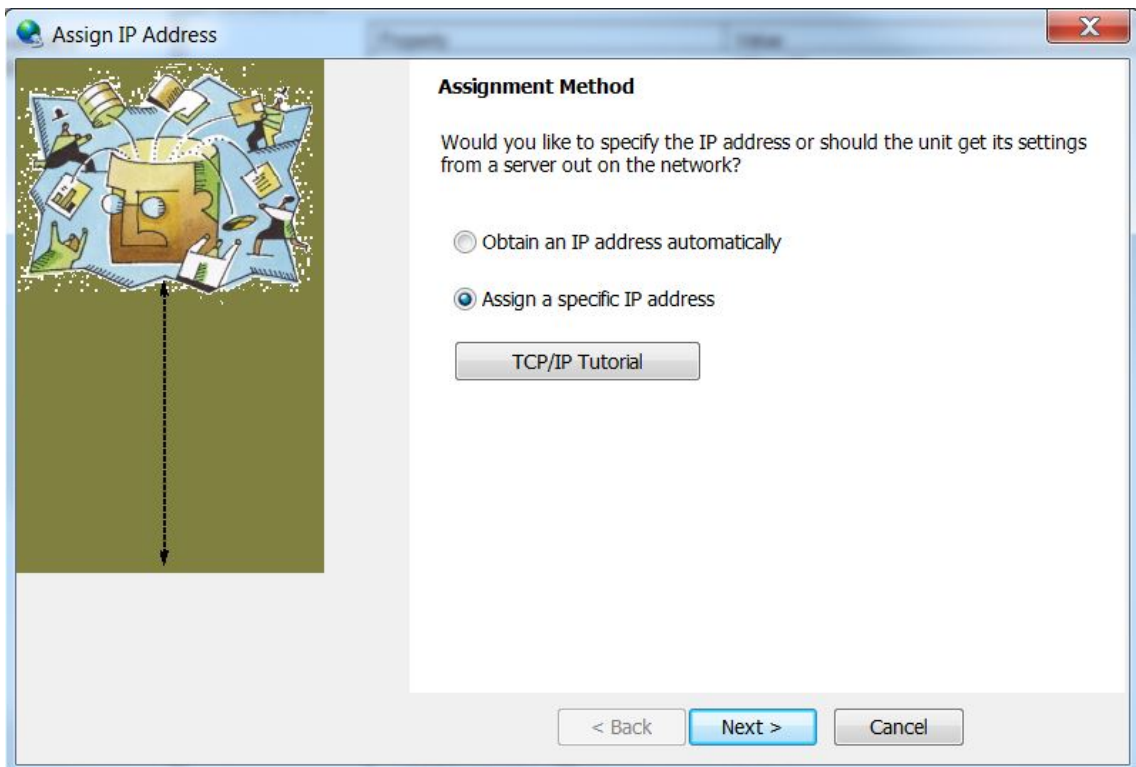 Assign IP Address
Property
Value
Assignment Method
Would you like to specify the IP address or should the unit get its settings
from a server out on the network?
Obtain an IP address automatically
Assign a specific IP address
TCP/IP Tutorial
< Back
Next >
Cancel